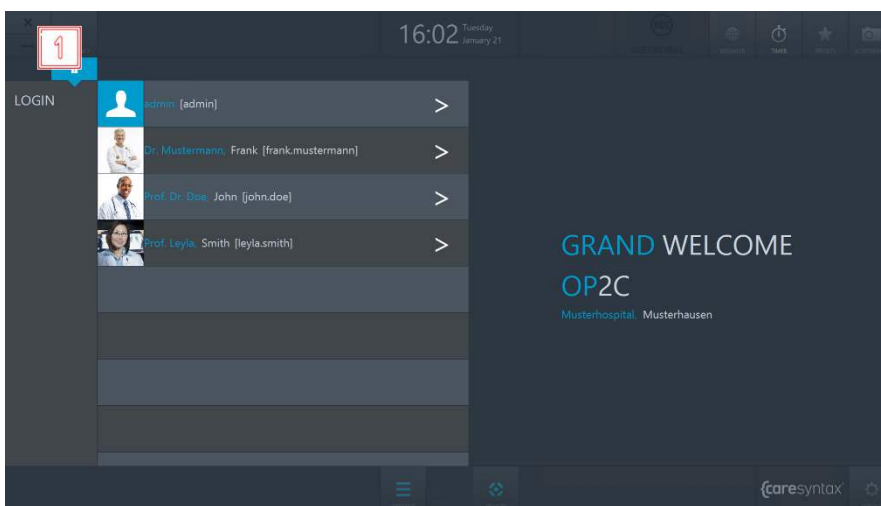 1
16:02 Tuesday
January 21
TIMER
LOGIN
admin [admin]
>
Dr. Mustermann, Frank [frank.mustermann]
>
Prof. Dr. Doe, John [john.doe]
>
Prof. Leyla, Smith [leyla.smith]
>
GRAND WELCOME
OP2C
Musterhospital, Musterhausen
{caresyntax